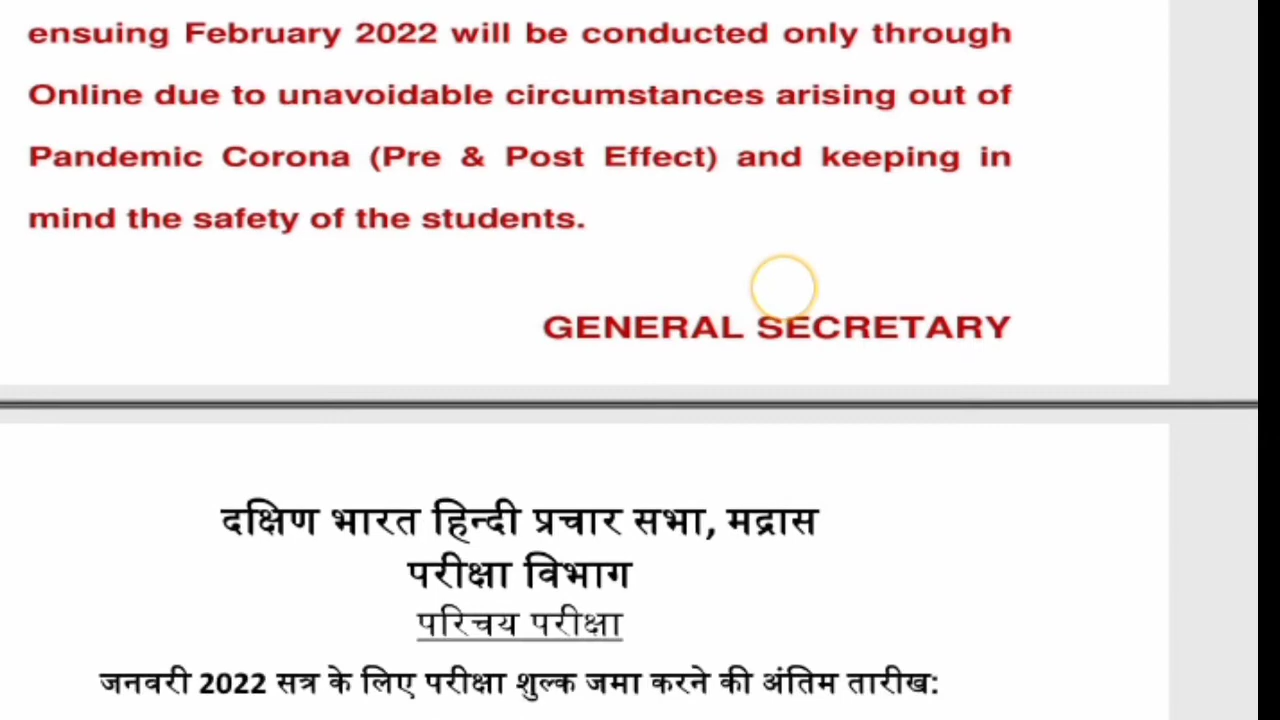 ensuing February 2022 will be conducted only through
Online due to unavoidable circumstances arising out of
Pandemic Corona (Pre & Post Effect) and keeping in
mind the safety of the students.
GENERAL SECRETARY
दक्षिण भारत हिन्दी प्रचार सभा, मद्रास
परीक्षा विभाग
परिचय परीक्षा
जनवरी 2022 सत्र के लिए परीक्षा शुल्क जमा करने की अंतिम तारीख: